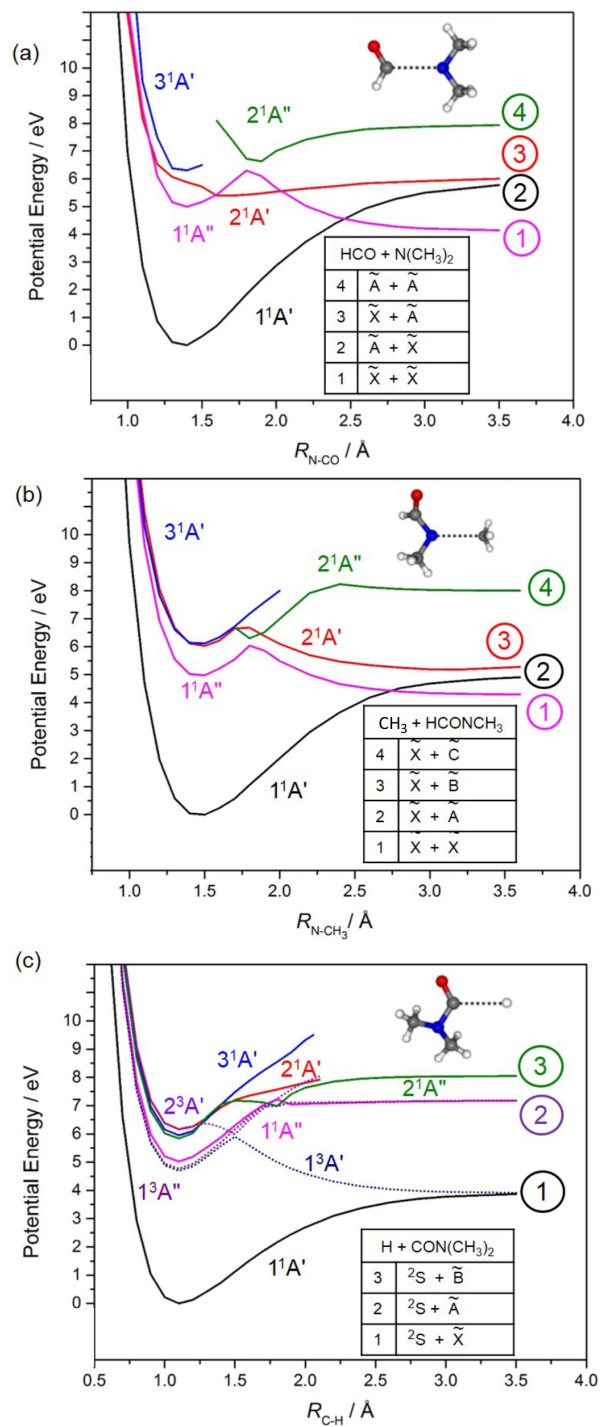 (a)
10
9
8
7
6
5
4
3
2
1
0
Potential Energy / eV
3¹A'
2¹A"
1¹A"
2¹A'
1¹A'
4
3
2
1
HCO + N(CH₃)₂
4 Ã + Ã
3 X̃ + Ã
2 Ã + X̃
1 X̃ + X̃
1.0 1.5 2.0 2.5 3.0 3.5 4.0
R_N-CO / Å
(b)
10
9
8
7
6
5
4
3
2
1
0
Potential Energy / eV
3¹A'
2¹A"
2¹A'
1¹A"
1¹A'
4
3
2
1
CH₃ + HCONCH₃
4 X̃ + C̃
3 X̃ + B̃
2 X̃ + Ã
1 X̃ + X̃
1.0 1.5 2.0 2.5 3.0 3.5 4.0
R_N-CH₃ / Å
(c)
10
9
8
7
6
5
4
3
2
1
0
Potential Energy / eV
3¹A'
2¹A'
2³A'
2¹A"
1¹A"
1³A'
1³A"
1¹A'
3
2
1
H + CON(CH₃)₂
3 ²S + B̃
2 ²S + Ã
1 ²S + X̃
0.5 1.0 1.5 2.0 2.5 3.0 3.5 4.0
R_C-H / Å